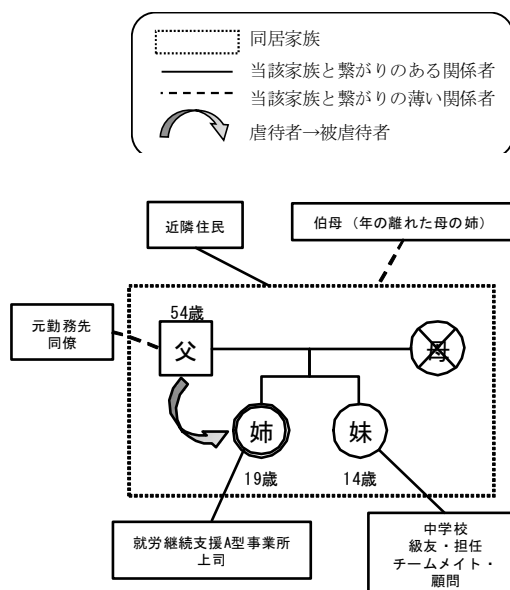 同居家族
当該家族と繋がりのある関係者
当該家族と繋がりの薄い関係者
虐待者→被虐待者
近隣住民
伯母（年の離れた母の姉）
元勤務先
同僚
54歳
父
母
姉
妹
19歳
14歳
就労継続支援A型事業所
上司
中学校
級友・担任
チームメイト・
顧問